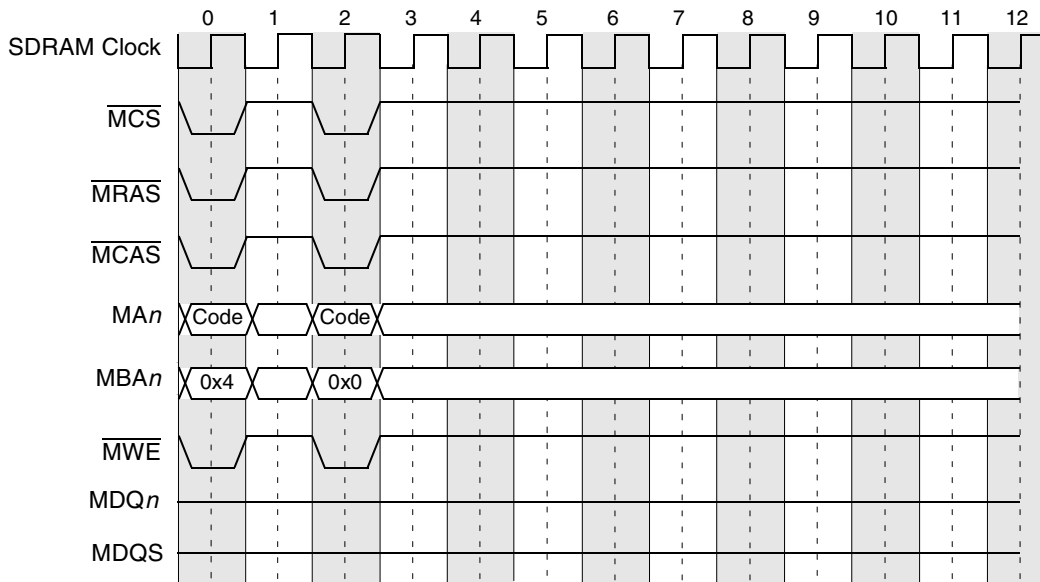 0 1 2 3 4 5 6 7 8 9 10 11 12
SDRAM Clock
MCS
MRAS
MCAS
MAn Code Code
MBAn 0x4 0x0
MWE
MDQn
MDQS